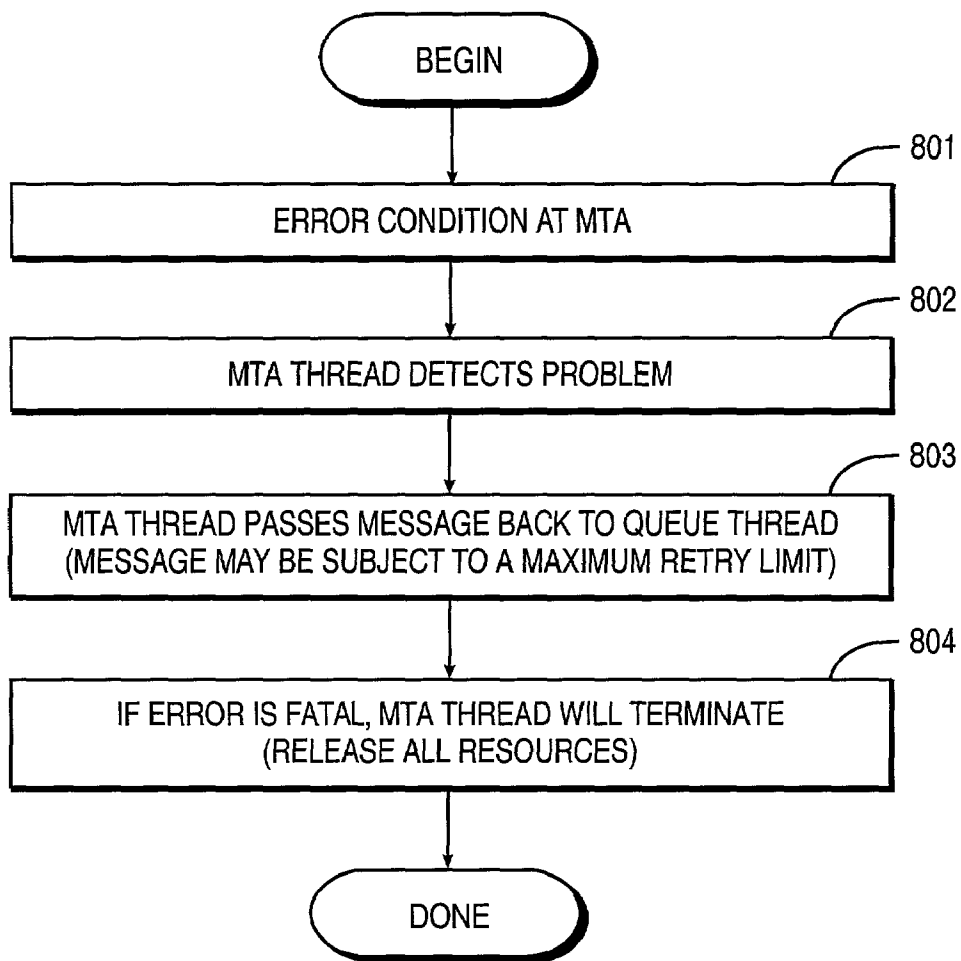 BEGIN
801
ERROR CONDITION AT MTA
802
MTA THREAD DETECTS PROBLEM
803
MTA THREAD PASSES MESSAGE BACK TO QUEUE THREAD
(MESSAGE MAY BE SUBJECT TO A MAXIMUM RETRY LIMIT)
804
IF ERROR IS FATAL, MTA THREAD WILL TERMINATE
(RELEASE ALL RESOURCES)
DONE